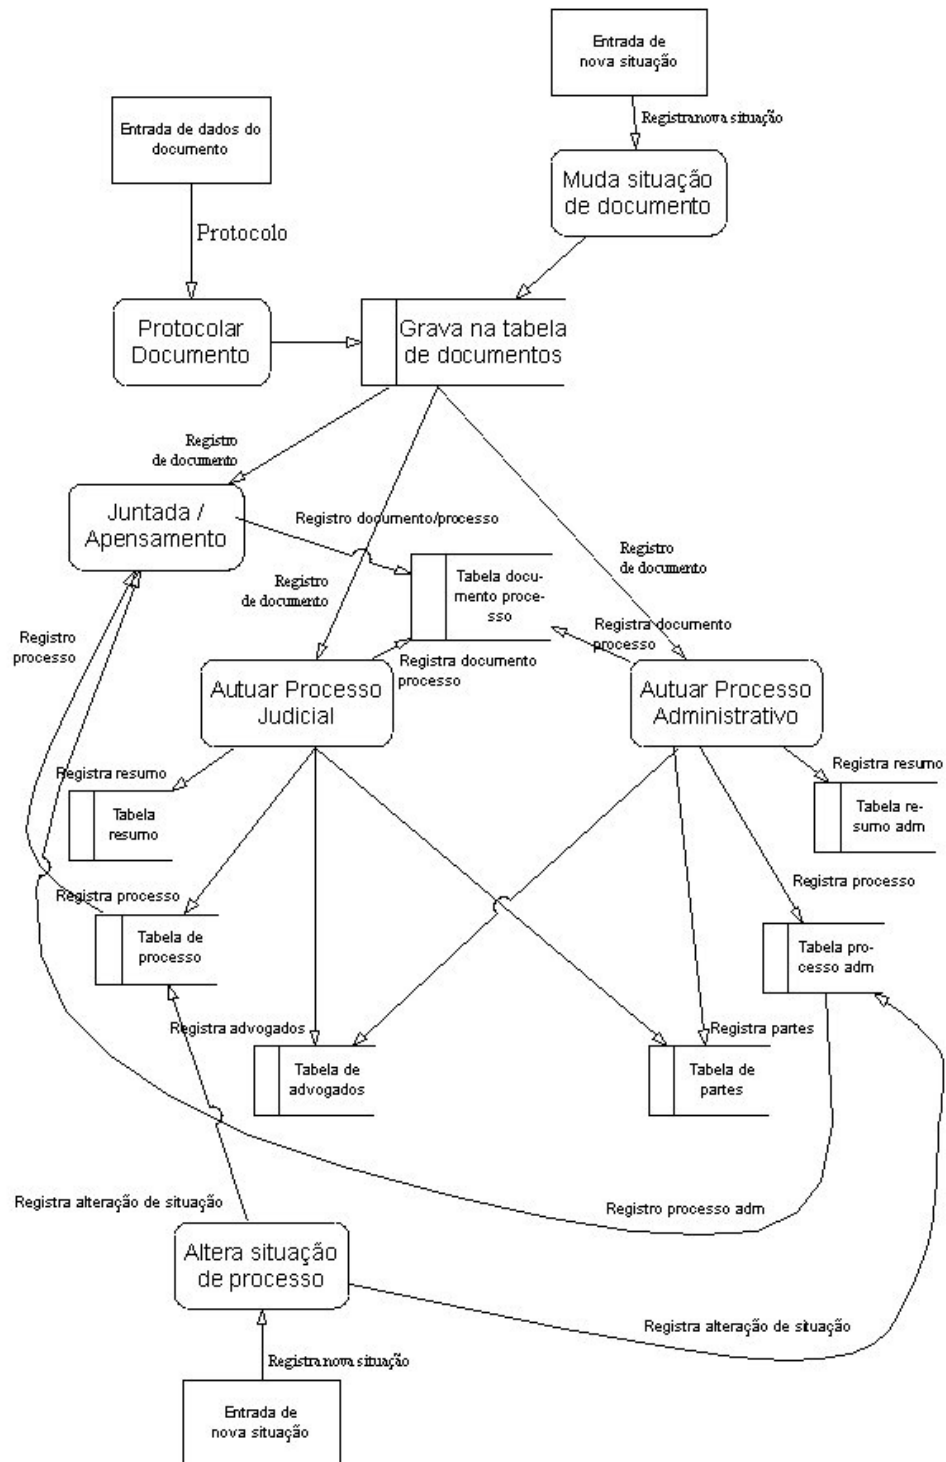 Entrada de
nova situação
Registra nova situação
Entrada de dados do
documento
Muda situação
de documento
Protocolo
Protocolar
Documento
Grava na tabela
de documentos
Registro
de documento
Juntada /
Apensamento
Registro documento/processo
Registro
de documento
Tabela docu-
mento proce-
sso
Registro
de documento
Registra documento
processo
Registro
processo
Registra documento
processo
Autuar Processo
Judicial
Autuar Processo
Administrativo
Registra resumo
Registra resumo
Tabela
resumo
Tabela re-
sumo adm
Registra processo
Registra processo
Tabela de
processo
Tabela pro-
cesso adm
Registra advogados
Registra partes
Tabela de
advogados
Tabela de
partes
Registra alteração de situação
Registro processo adm
Altera situação
de processo
Registra alteração de situação
Registra nova situação
Entrada de
nova situação